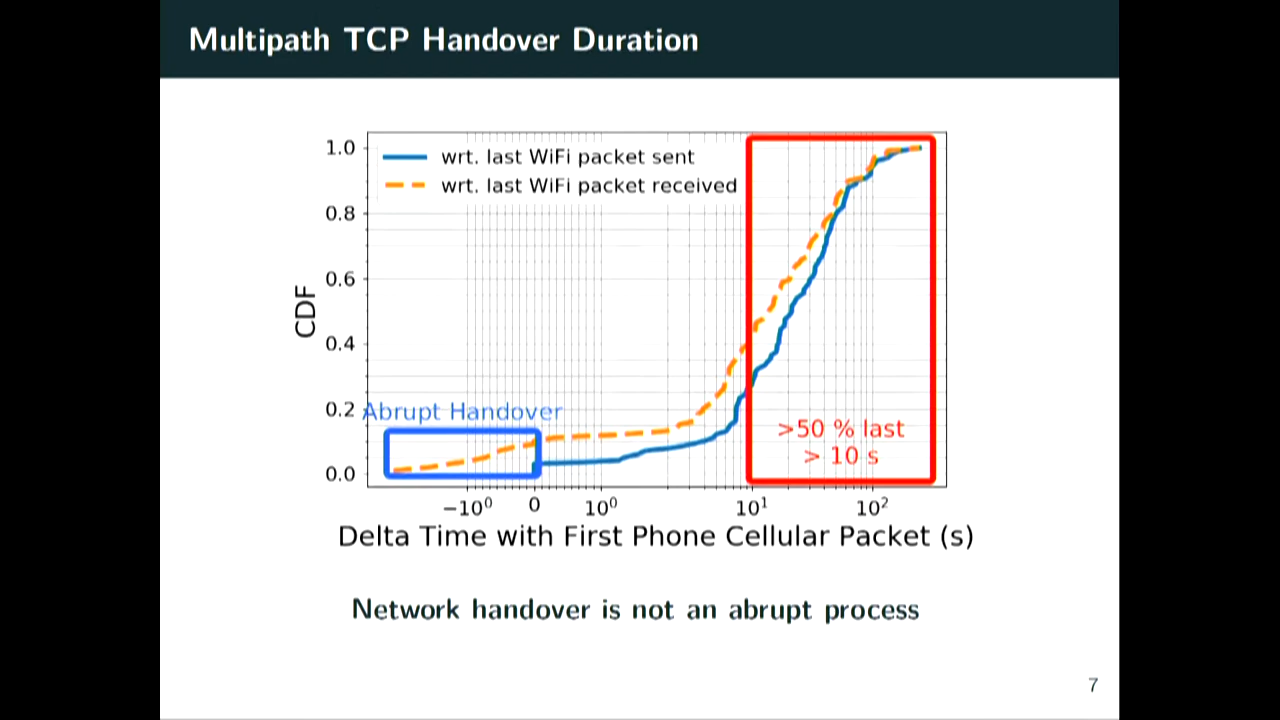 Multipath TCP Handover Duration
wrt. last WiFi packet sent
wrt. last WiFi packet received
1.0
0.8
0.6
0.4
0.2
0.0
CDF
Abrupt Handover
>50 % last
> 10 s
−10⁰ 0 10⁰ 10¹ 10²
Delta Time with First Phone Cellular Packet (s)
Network handover is not an abrupt process
7